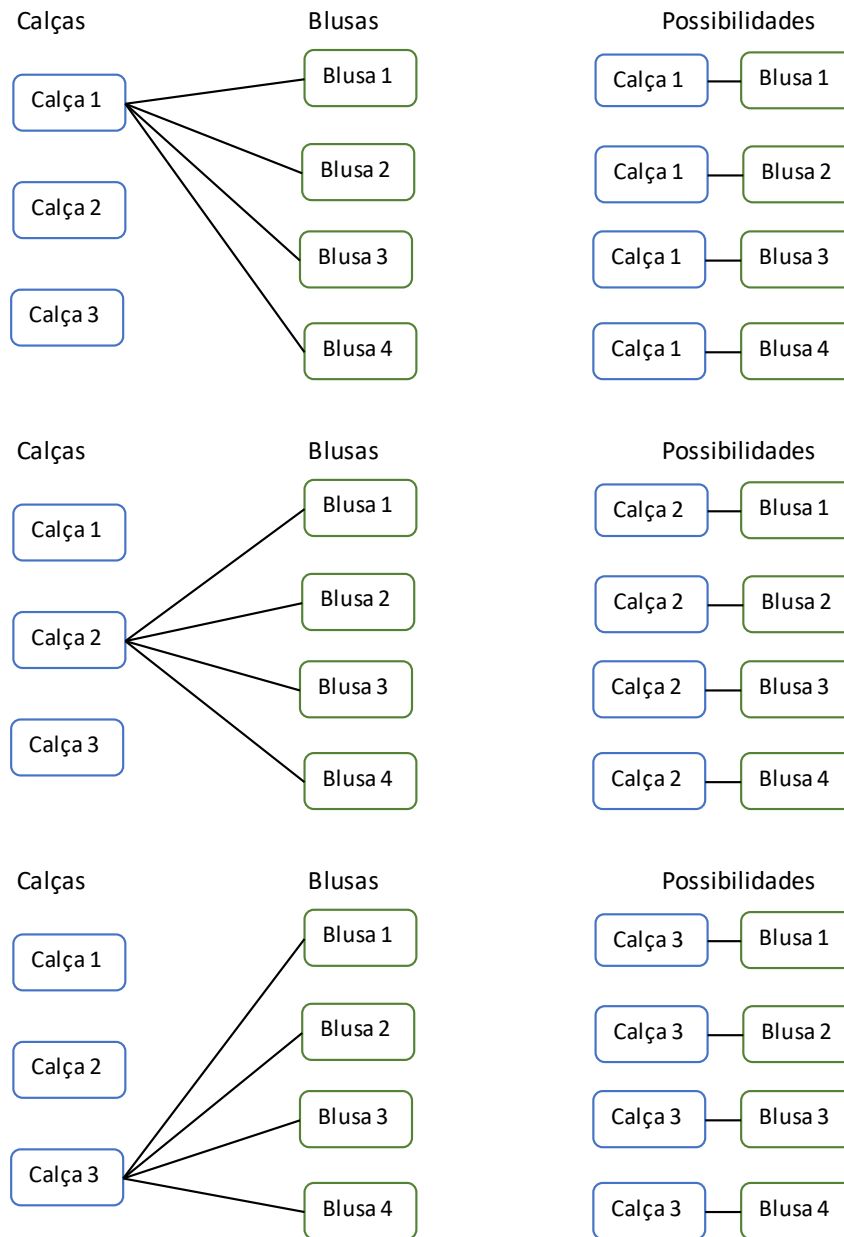 Calças Blusas Possibilidades
Calça 1 Blusa 1 Calça 1 Blusa 1
Calça 2 Blusa 2 Calça 1 Blusa 2
Calça 3 Blusa 3 Calça 1 Blusa 3
Blusa 4 Calça 1 Blusa 4
Calças Blusas Possibilidades
Calça 1 Blusa 1 Calça 2 Blusa 1
Calça 2 Blusa 2 Calça 2 Blusa 2
Calça 3 Blusa 3 Calça 2 Blusa 3
Blusa 4 Calça 2 Blusa 4
Calças Blusas Possibilidades
Calça 1 Blusa 1 Calça 3 Blusa 1
Calça 2 Blusa 2 Calça 3 Blusa 2
Calça 3 Blusa 3 Calça 3 Blusa 3
Blusa 4 Calça 3 Blusa 4